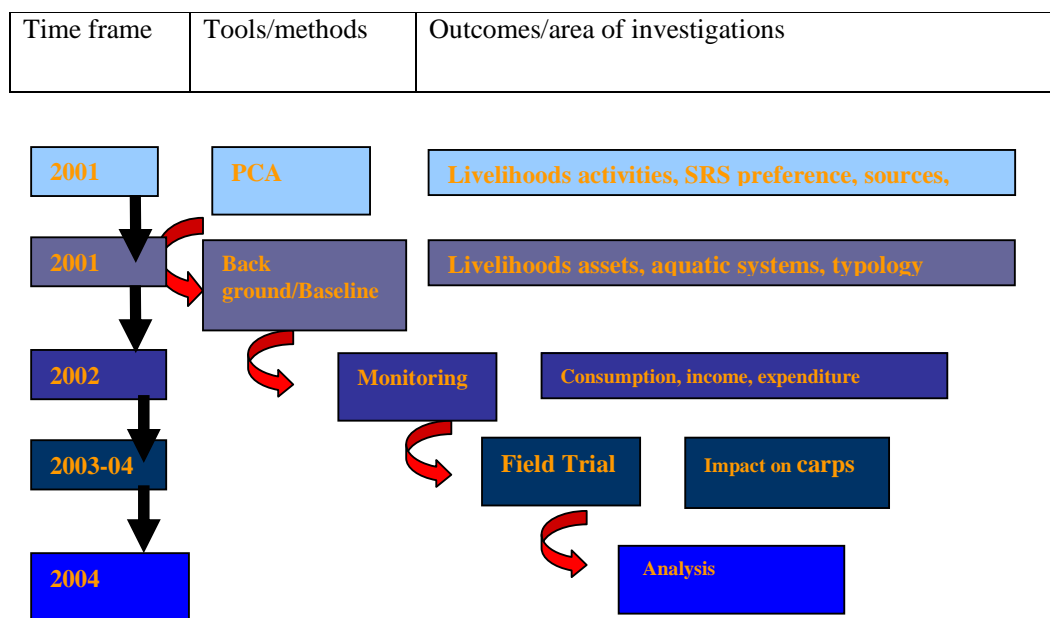 Time frame
Tools/methods
Outcomes/area of investigations
2001
PCA
Livelihoods activities, SRS preference, sources,
2001
Back
ground/Baseline
Livelihoods assets, aquatic systems, typology
2002
Monitoring
Consumption, income, expenditure
2003-04
Field Trial
Impact on carps
2004
Analysis